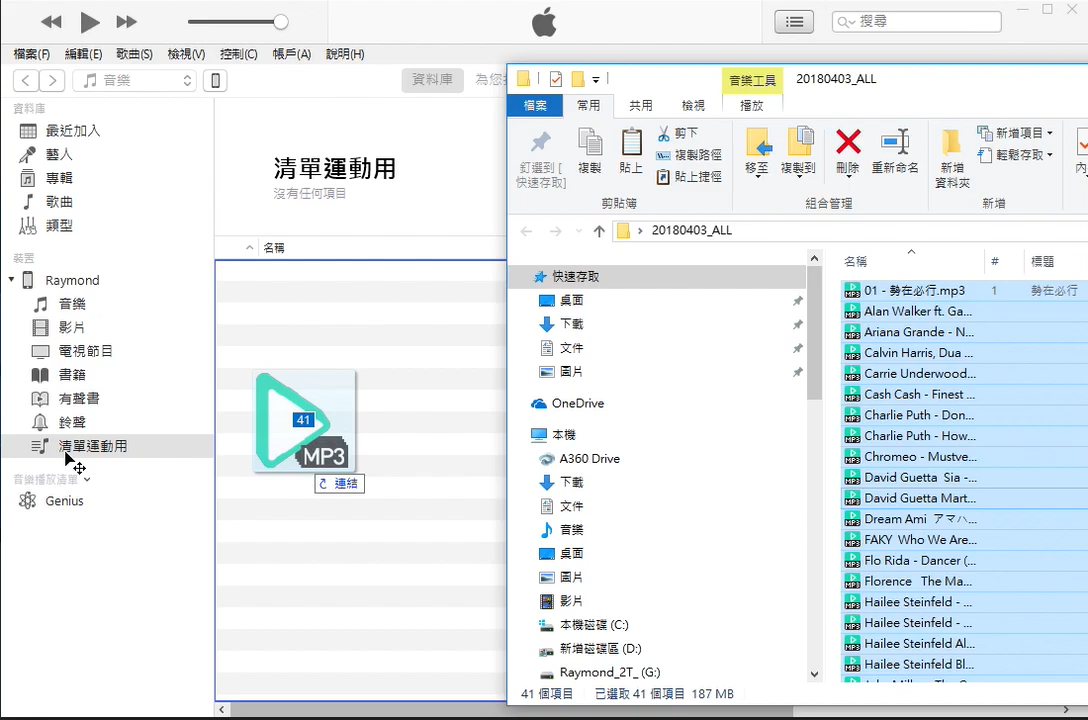 搜尋
檔案(F) 編輯(E) 歌曲(S) 檢視(V) 控制(C) 帳戶(A) 說明(H)
音樂
資料庫 為您
資料庫
最近加入
藝人
專輯
歌曲
類型
裝置
Raymond
音樂
影片
電視節目
書籍
有聲書
鈴聲
清單運動用
音樂播放清單
Genius
清單運動用
沒有任何項目
名稱
41
MP3
連結
音樂工具 20180403_ALL
檔案 常用 共用 檢視 播放
釘選到 [
快速存取]
複製
貼上
剪下
複製路徑
貼上捷徑
剪貼簿
移至
複製到
刪除
重新命名
組合管理
新增
資料夾
新增項目
輕鬆存取
新增
內
20180403_ALL
快速存取
桌面
下載
文件
圖片
OneDrive
本機
A360 Drive
下載
文件
音樂
桌面
圖片
影片
本機磁碟 (C:)
新增磁碟區 (D:)
Raymond_2T_ (G:)
名稱 # 標題
01 - 勢在必行.mp3 1 勢在必行
Alan Walker ft. Ga...
Ariana Grande - N...
Calvin Harris, Dua ...
Carrie Underwood...
Cash Cash - Finest ...
Charlie Puth - Don...
Charlie Puth - How...
Chromeo - Mustve...
David Guetta Sia -...
David Guetta Mart...
Dream Ami アマハ...
FAKY Who We Are...
Flo Rida - Dancer (...
Florence The Ma...
Hailee Steinfeld - ...
Hailee Steinfeld - ...
Hailee Steinfeld Al...
Hailee Steinfeld Bl...
41 個項目 已選取 41 個項目 187 MB